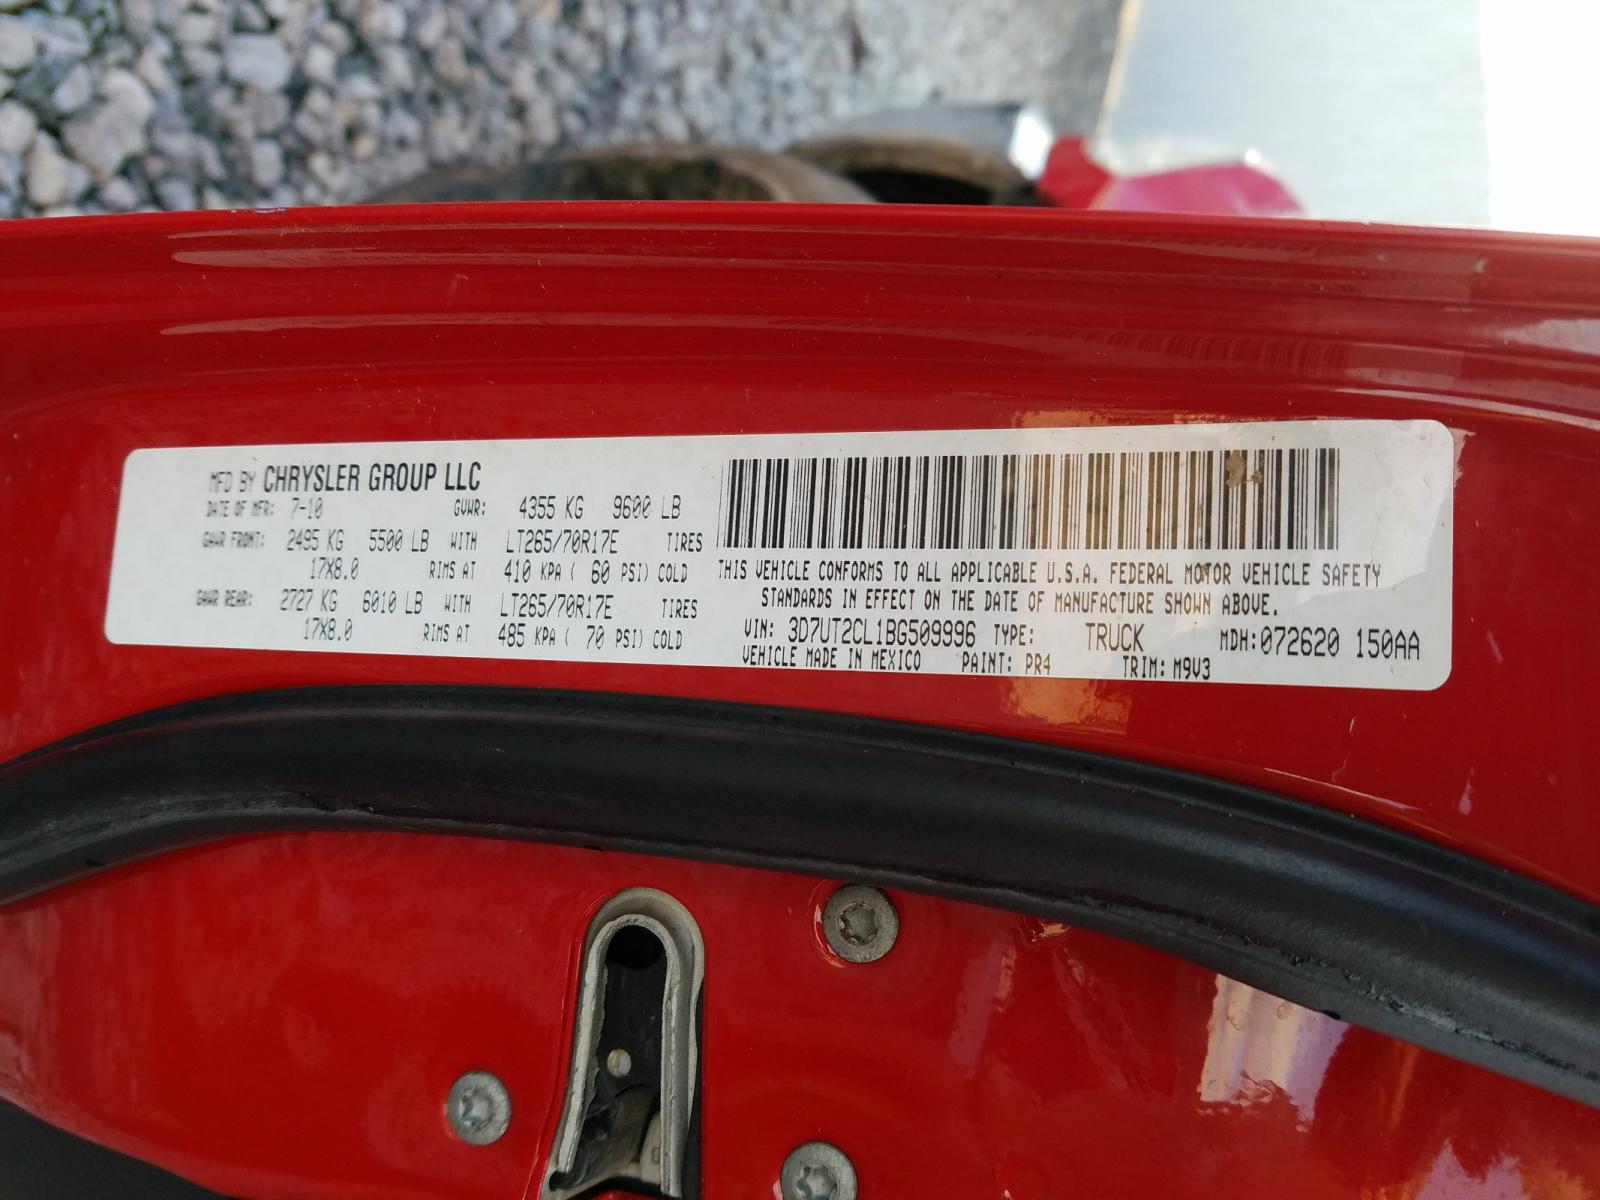 MFD BY CHRYSLER GROUP LLC
DATE OF MFR: 7-10 GVWR: 4355 KG 9600 LB
GAWR FRONT: 2495 KG 5500 LB WITH LT265/70R17E TIRES
17X8.0 RIMS AT 410 KPA ( 60 PSI) COLD
GAWR REAR: 2727 KG 6010 LB WITH LT265/70R17E TIRES
17X8.0 RIMS AT 485 KPA ( 70 PSI) COLD
THIS VEHICLE CONFORMS TO ALL APPLICABLE U.S.A. FEDERAL MOTOR VEHICLE SAFETY
STANDARDS IN EFFECT ON THE DATE OF MANUFACTURE SHOWN ABOVE.
VIN: 3D7UT2CL1BG509996 TYPE: TRUCK MDH:072620 150AA
VEHICLE MADE IN MEXICO PAINT: PR4 TRIM: M9V3